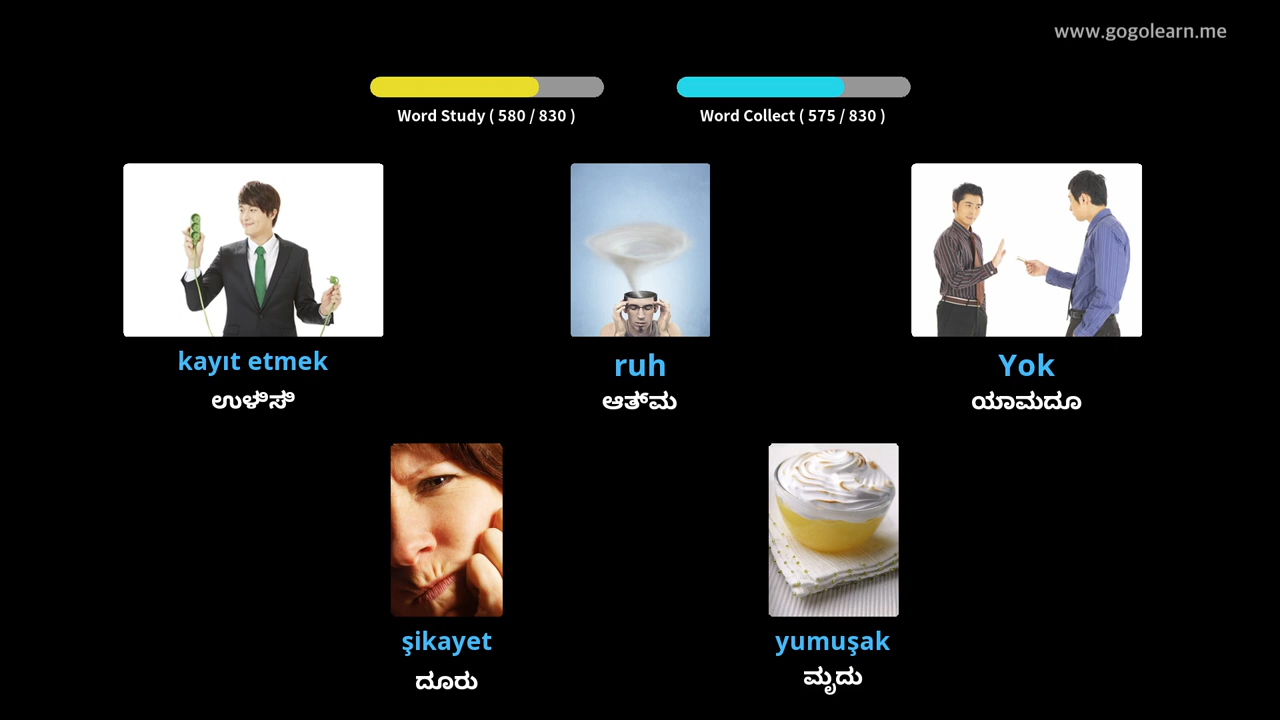 www.gogolearn.me
Word Study ( 580 / 830 )
Word Collect ( 575 / 830 )
kayıt etmek
ಉಳಿಸಿ
ruh
ಆತ್ಮ
Yok
ಯಾಮದೂ
şikayet
ದೂರು
yumuşak
ಮೃದು